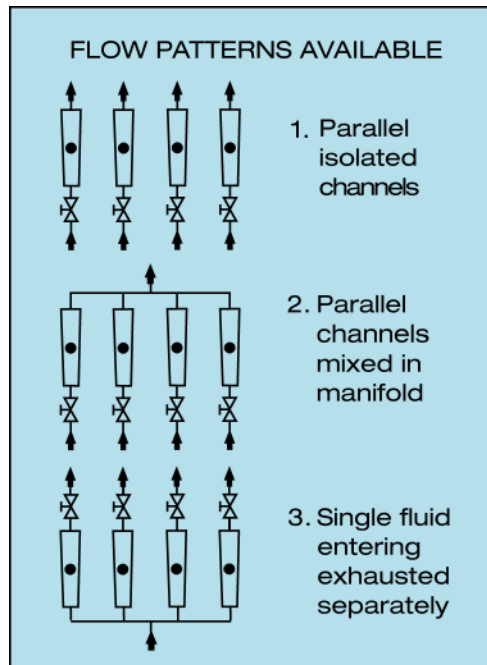 FLOW PATTERNS AVAILABLE
1. Parallel
isolated
channels
2. Parallel
channels
mixed in
manifold
3. Single fluid
entering
exhausted
separately